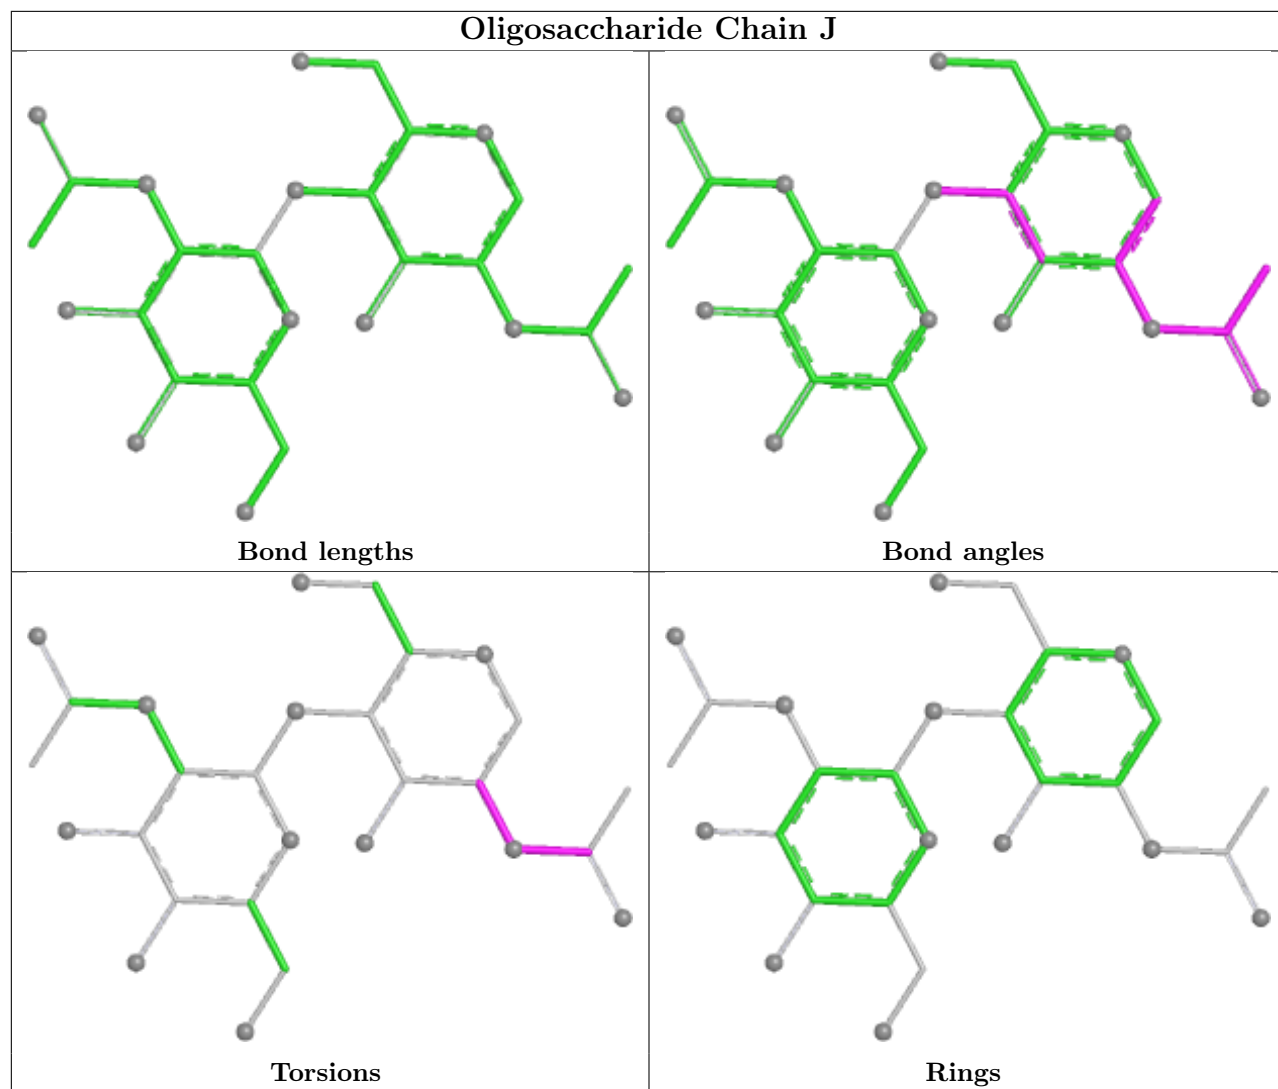 Oligosaccharide Chain J
Bond lengths
Bond angles
Torsions
Rings